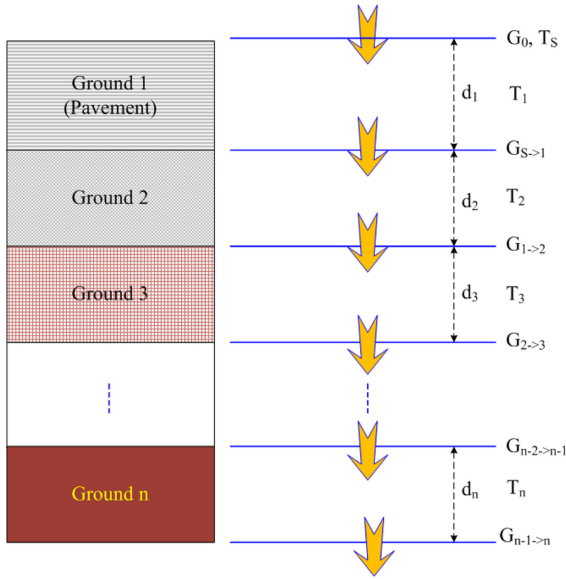 G0, TS
Ground 1
(Pavement)
d1
T1
GS->1
Ground 2
d2
T2
G1->2
Ground 3
d3
T3
G2->3
Gn-2->n-1
Ground n
dn
Tn
Gn-1->n